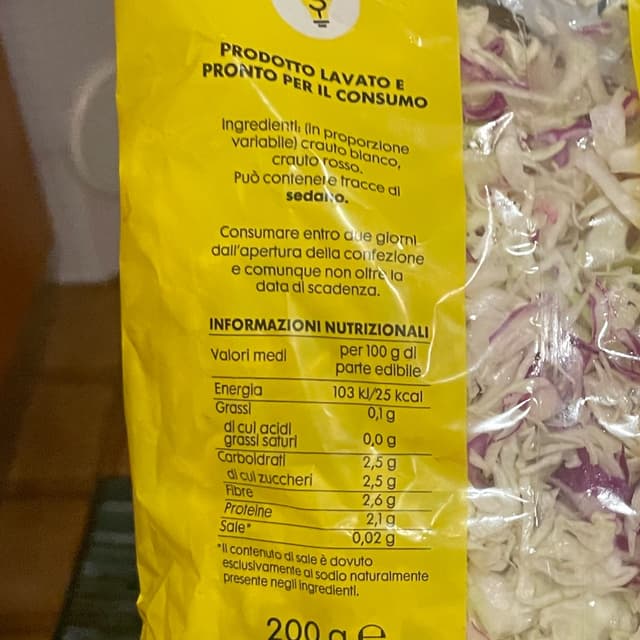 PRODOTTO LAVATO E
PRONTO PER IL CONSUMO
Ingredienti: (in proporzione
variabile) crauto bianco,
crauto rosso.
Può contenere tracce di
sedano.
Consumare entro due giorni
dall'apertura della confezione
e comunque non oltre la
data di scadenza.
INFORMAZIONI NUTRIZIONALI
Valori medi per 100 g di
parte edibile
Energia 103 kJ/25 kcal
Grassi 0,1 g
di cui acidi
grassi saturi 0,0 g
Carboidrati 2,5 g
di cui zuccheri 2,5 g
Fibre 2,6 g
Proteine 2,1 g
Sale* 0,02 g
*Il contenuto di sale è dovuto
esclusivamente al sodio naturalmente
presente negli ingredienti.
200 g e